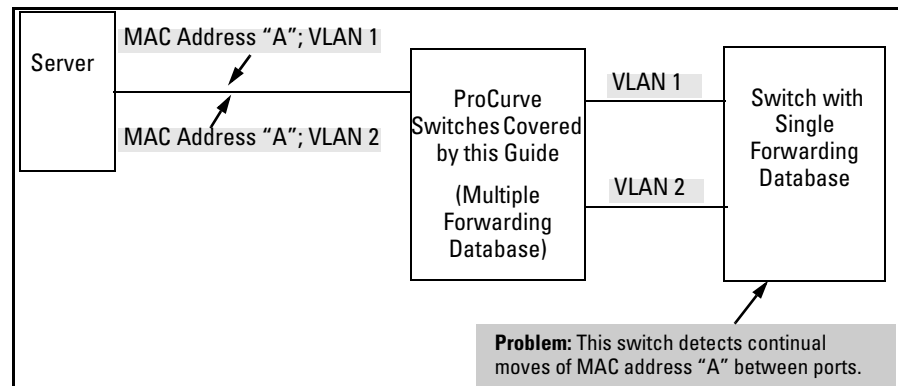 MAC Address “A”; VLAN 1
Server
MAC Address “A”; VLAN 2
ProCurve
Switches Covered
by this Guide
(Multiple
Forwarding
Database)
VLAN 1
VLAN 2
Switch with
Single
Forwarding
Database
Problem: This switch detects continual
moves of MAC address “A” between ports.